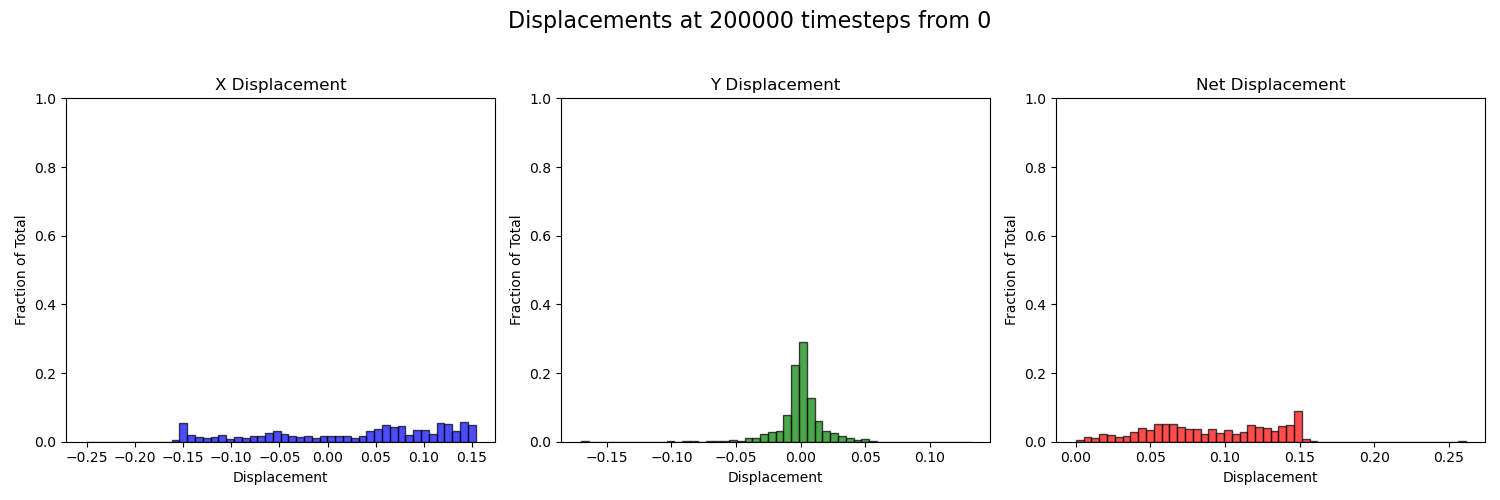 Displacements at 200000 timesteps from 0
X Displacement
Y Displacement
Net Displacement
1.0
0.8
0.6
0.4
0.2
0.0
Fraction of Total
−0.25 −0.20 −0.15 −0.10 −0.05 0.00 0.05 0.10 0.15
Displacement
1.0
0.8
0.6
0.4
0.2
0.0
Fraction of Total
−0.15 −0.10 −0.05 0.00 0.05 0.10
Displacement
1.0
0.8
0.6
0.4
0.2
0.0
Fraction of Total
0.00 0.05 0.10 0.15 0.20 0.25
Displacement